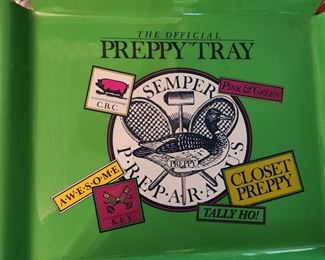 THE OFFICIAL
PREPPY TRAY
SEMPER
C.B.C.
PINK & GREEN
PREPPY
A•W•E•S•O•M•E
KEY
P•R•E•P•A•R•A•T•U•S
CLOSET
PREPPY
TALLY HO!